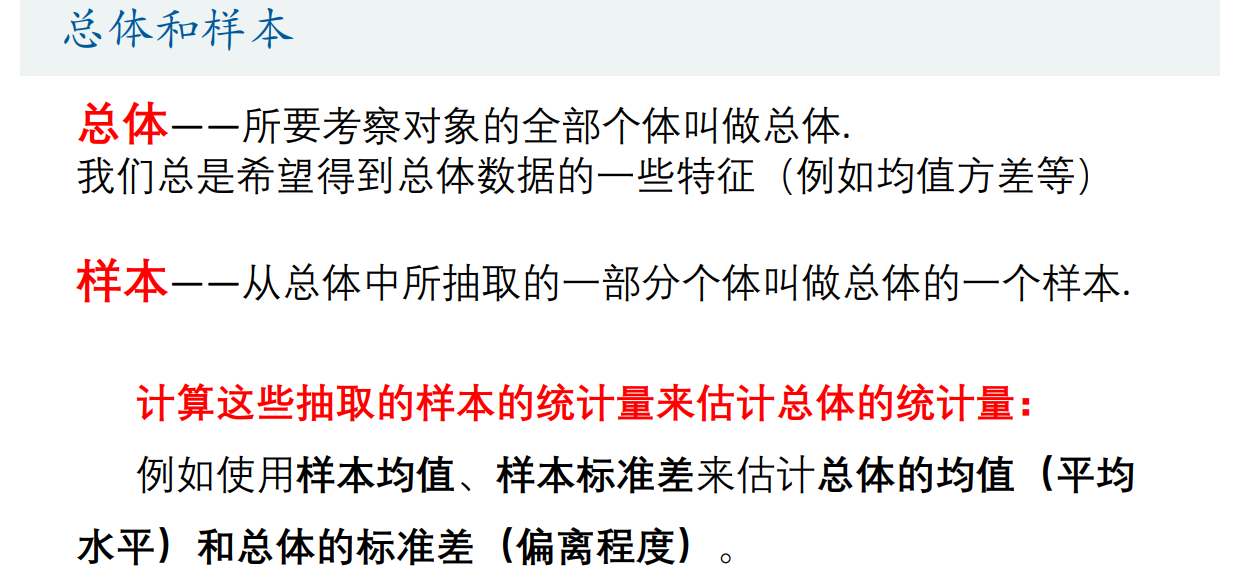 总体和样本
总体——所要考察对象的全部个体叫做总体.
我们总是希望得到总体数据的一些特征（例如均值方差等）
样本——从总体中所抽取的一部分个体叫做总体的一个样本.
计算这些抽取的样本的统计量来估计总体的统计量：
例如使用样本均值、样本标准差来估计总体的均值（平均
水平）和总体的标准差（偏离程度）。